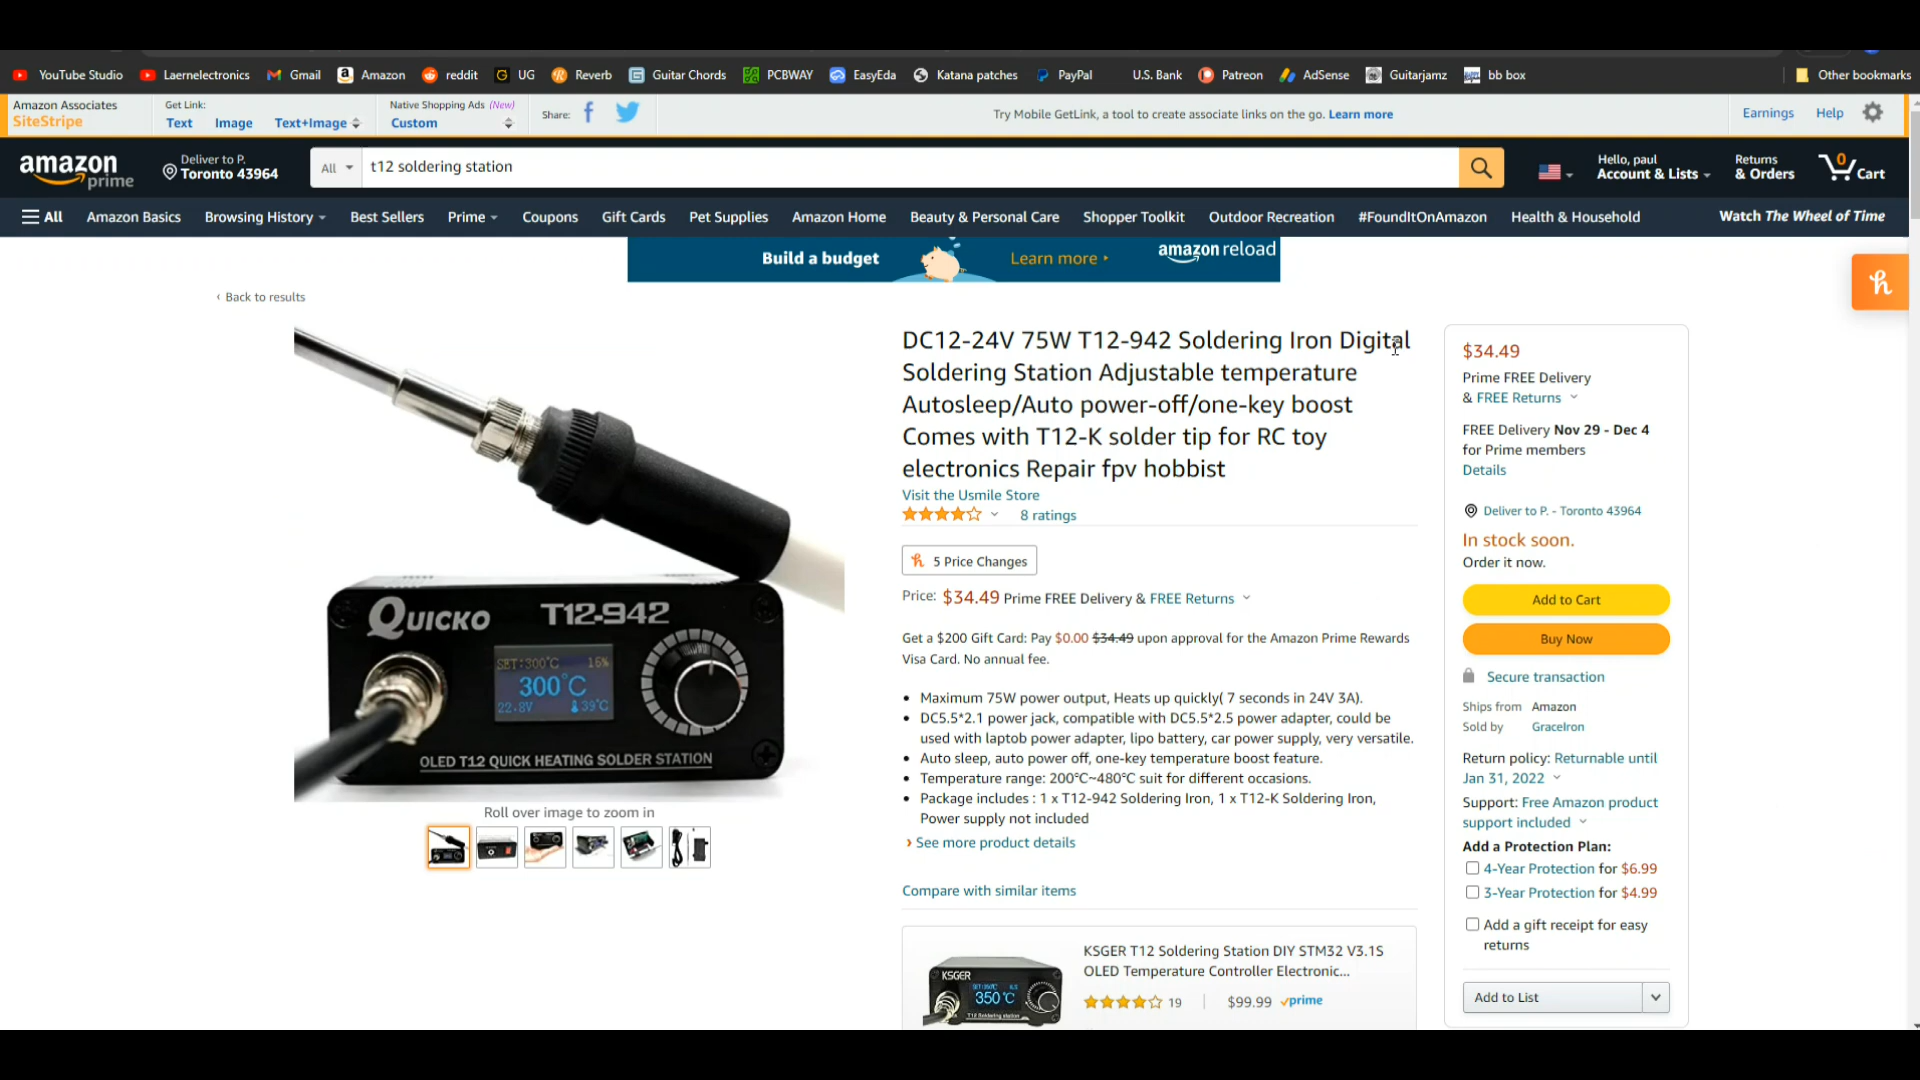 YouTube Studio Laernelectronics Gmail Amazon reddit UG Reverb Guitar Chords PCBWAY EasyEda Katana patches PayPal U.S. Bank Patreon AdSense Guitarjamz bb box Other bookmarks
Amazon Associates
SiteStripe
Get Link:
Text Image Text+Image
Native Shopping Ads (New)
Custom
Share:
Try Mobile GetLink, a tool to create associate links on the go. Learn more
Earnings Help
amazon
prime
Deliver to P.
Toronto 43964
All t12 soldering station
Hello, paul
Account & Lists
Returns
& Orders
0
Cart
All Amazon Basics Browsing History Best Sellers Prime Coupons Gift Cards Pet Supplies Amazon Home Beauty & Personal Care Shopper Toolkit Outdoor Recreation #FoundItOnAmazon Health & Household Watch The Wheel of Time
Build a budget Learn more amazon reload
‹ Back to results
QUICKO T12-942
SET:300°C 16%
300°C
22.8V 39°C
OLED T12 QUICK HEATING SOLDER STATION
Roll over image to zoom in
DC12-24V 75W T12-942 Soldering Iron Digital
Soldering Station Adjustable temperature
Autosleep/Auto power-off/one-key boost
Comes with T12-K solder tip for RC toy
electronics Repair fpv hobbist
Visit the Usmile Store
8 ratings
5 Price Changes
Price: $34.49 Prime FREE Delivery & FREE Returns
Get a $200 Gift Card: Pay $0.00 $34.49 upon approval for the Amazon Prime Rewards
Visa Card. No annual fee.
• Maximum 75W power output, Heats up quickly( 7 seconds in 24V 3A).
• DC5.5*2.1 power jack, compatible with DC5.5*2.5 power adapter, could be
used with laptob power adapter, lipo battery, car power supply, very versatile.
• Auto sleep, auto power off, one-key temperature boost feature.
• Temperature range: 200℃~480℃ suit for different occasions.
• Package includes : 1 x T12-942 Soldering Iron, 1 x T12-K Soldering Iron,
Power supply not included
› See more product details
Compare with similar items
KSGER
350℃
T12 Soldering station
KSGER T12 Soldering Station DIY STM32 V3.1S
OLED Temperature Controller Electronic...
19 $99.99 prime
$34.49
Prime FREE Delivery
& FREE Returns
FREE Delivery Nov 29 - Dec 4
for Prime members
Details
Deliver to P. - Toronto 43964
In stock soon.
Order it now.
Add to Cart
Buy Now
Secure transaction
Ships from Amazon
Sold by GraceIron
Return policy: Returnable until
Jan 31, 2022
Support: Free Amazon product
support included
Add a Protection Plan:
4-Year Protection for $6.99
3-Year Protection for $4.99
Add a gift receipt for easy
returns
Add to List